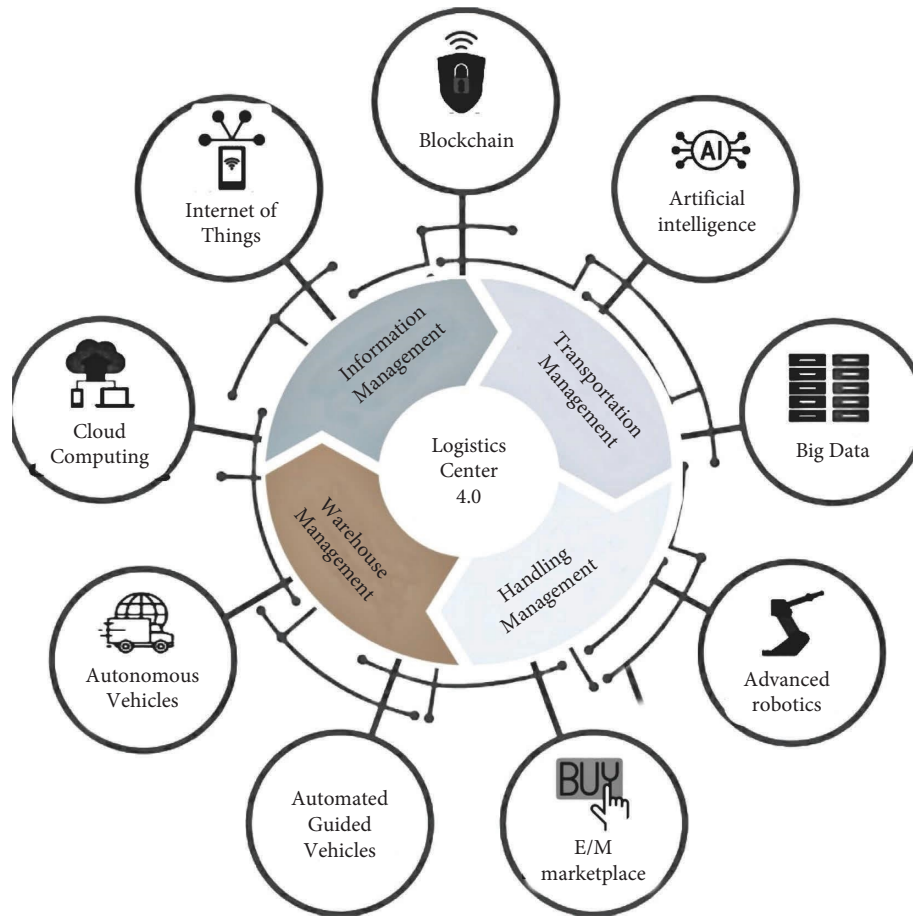 Blockchain
Artificial
intelligence
AI
Big Data
Advanced
robotics
BUY
E/M
marketplace
Automated
Guided
Vehicles
Autonomous
Vehicles
Cloud
Computing
Internet of
Things
Information
Management
Transportation
Management
Handling
Management
Warehouse
Management
Logistics
Center
4.0